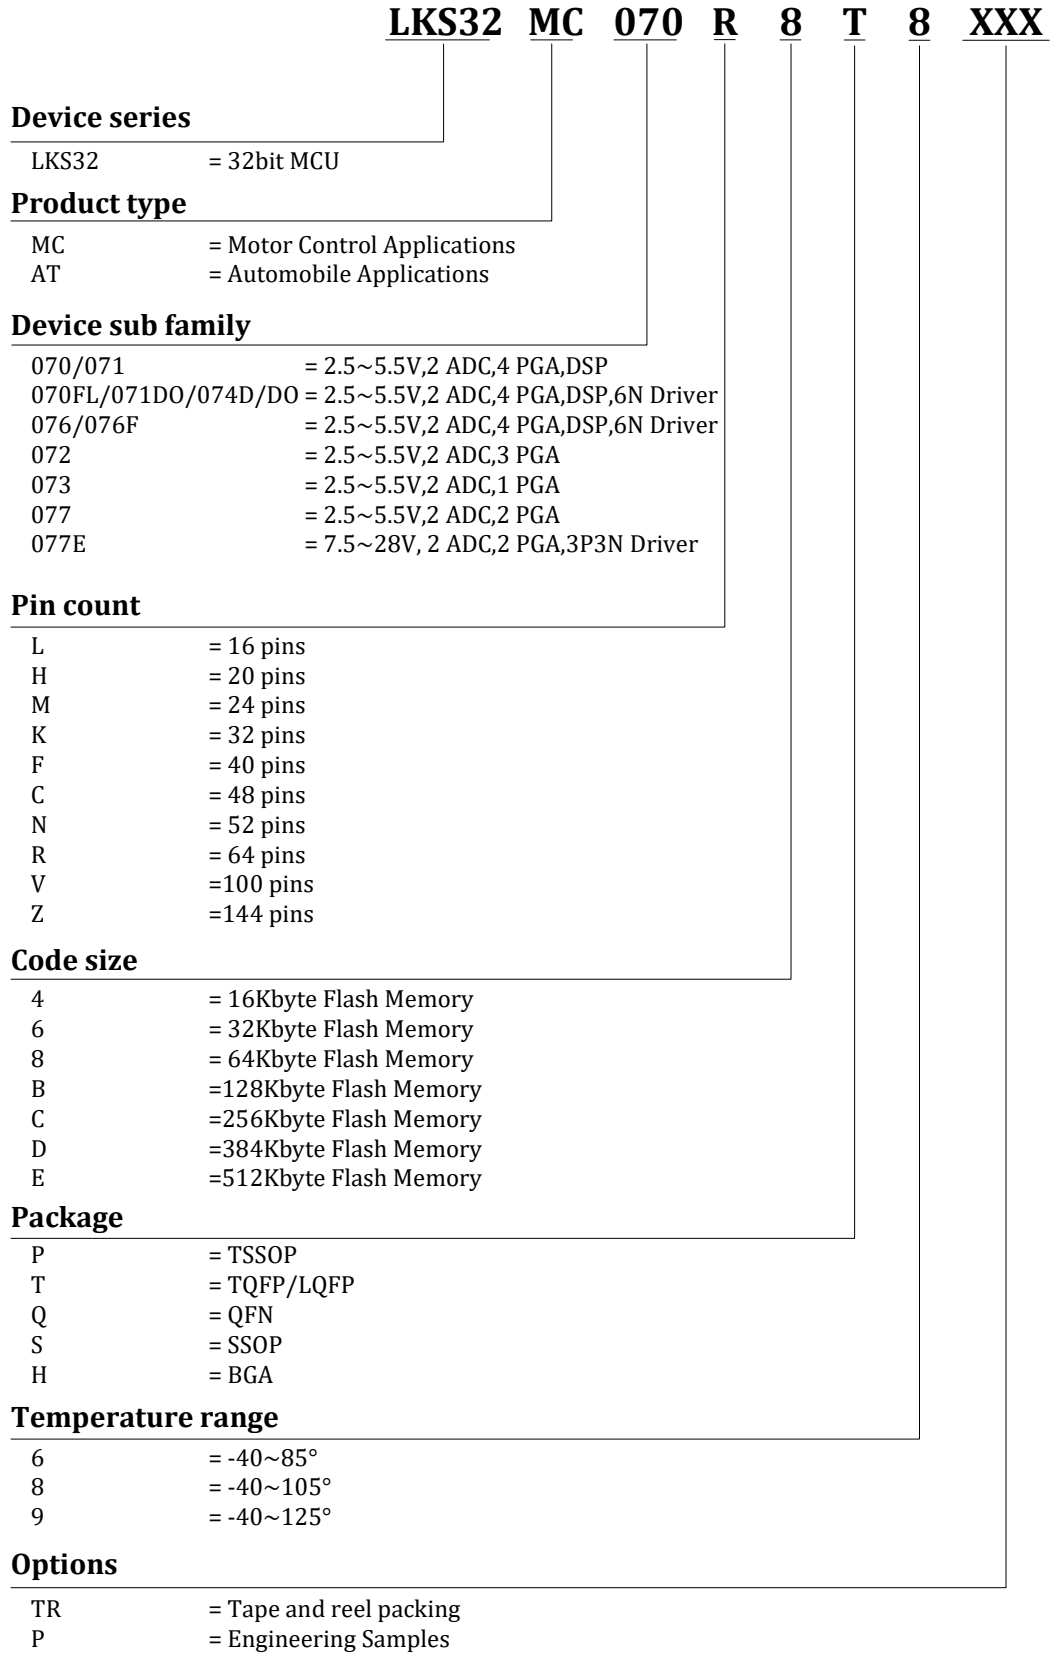 LKS32 MC 070 R 8 T 8 XXX
Device series
LKS32 = 32bit MCU
Product type
MC = Motor Control Applications
AT = Automobile Applications
Device sub family
070/071 = 2.5~5.5V,2 ADC,4 PGA,DSP
070FL/071DO/074D/DO = 2.5~5.5V,2 ADC,4 PGA,DSP,6N Driver
076/076F = 2.5~5.5V,2 ADC,4 PGA,DSP,6N Driver
072 = 2.5~5.5V,2 ADC,3 PGA
073 = 2.5~5.5V,2 ADC,1 PGA
077 = 2.5~5.5V,2 ADC,2 PGA
077E = 7.5~28V, 2 ADC,2 PGA,3P3N Driver
Pin count
L = 16 pins
H = 20 pins
M = 24 pins
K = 32 pins
F = 40 pins
C = 48 pins
N = 52 pins
R = 64 pins
V =100 pins
Z =144 pins
Code size
4 = 16Kbyte Flash Memory
6 = 32Kbyte Flash Memory
8 = 64Kbyte Flash Memory
B =128Kbyte Flash Memory
C =256Kbyte Flash Memory
D =384Kbyte Flash Memory
E =512Kbyte Flash Memory
Package
P = TSSOP
T = TQFP/LQFP
Q = QFN
S = SSOP
H = BGA
Temperature range
6 = -40~85°
8 = -40~105°
9 = -40~125°
Options
TR = Tape and reel packing
P = Engineering Samples